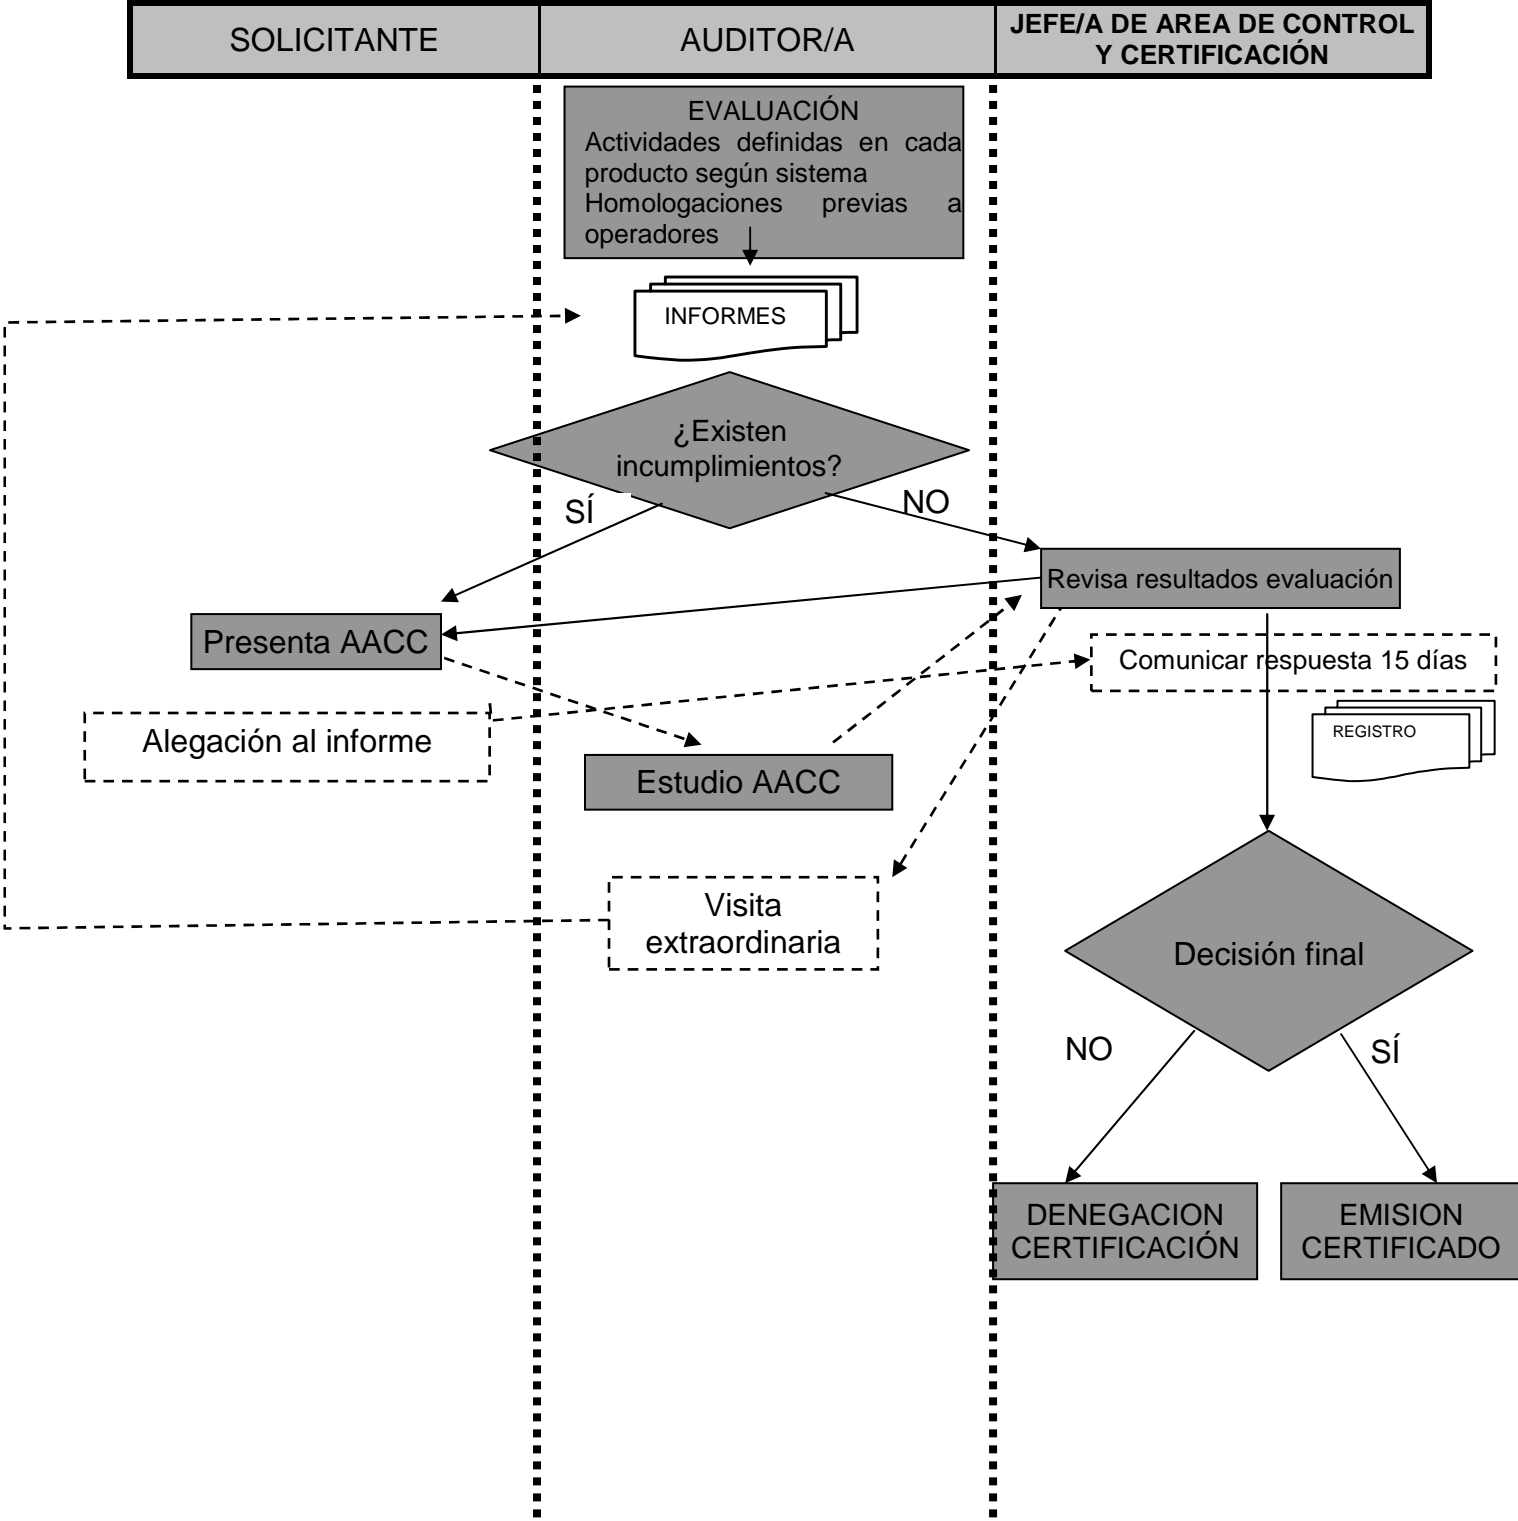 SOLICITANTE
AUDITOR/A
JEFE/A DE AREA DE CONTROL
Y CERTIFICACIÓN
EVALUACIÓN
Actividades definidas en cada
producto según sistema
Homologaciones previas a
operadores
INFORMES
¿Existen
incumplimientos?
SÍ
NO
Revisa resultados evaluación
Presenta AACC
Comunicar respuesta 15 días
Alegación al informe
REGISTRO
Estudio AACC
Visita
extraordinaria
Decisión final
NO
SÍ
DENEGACION
CERTIFICACIÓN
EMISION
CERTIFICADO